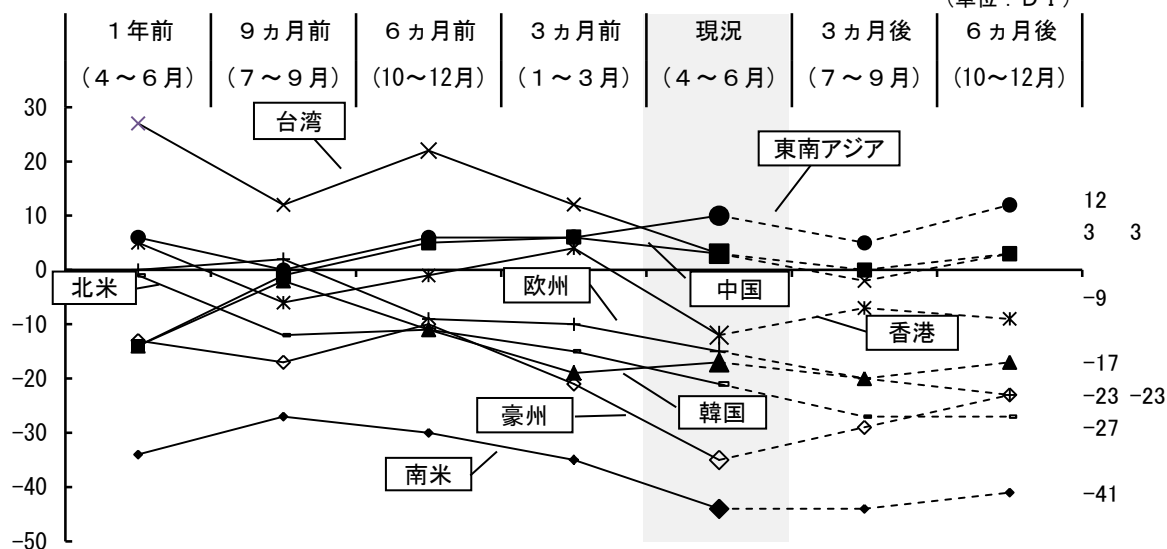 （単位：ＤＩ）
１年前 ９ヵ月前 ６ヵ月前 ３ヵ月前 現況 ３ヵ月後 ６ヵ月後
（４～６月） （７～９月） （10～12月） （１～３月） （４～６月） （７～９月） （10～12月）
30
台湾
東南アジア
20
12
10
3 3
0
北米
欧州
中国
-9
香港
-10
-17
-20
-23 -23
豪州
韓国
-27
-30
南米
-40
-41
-50